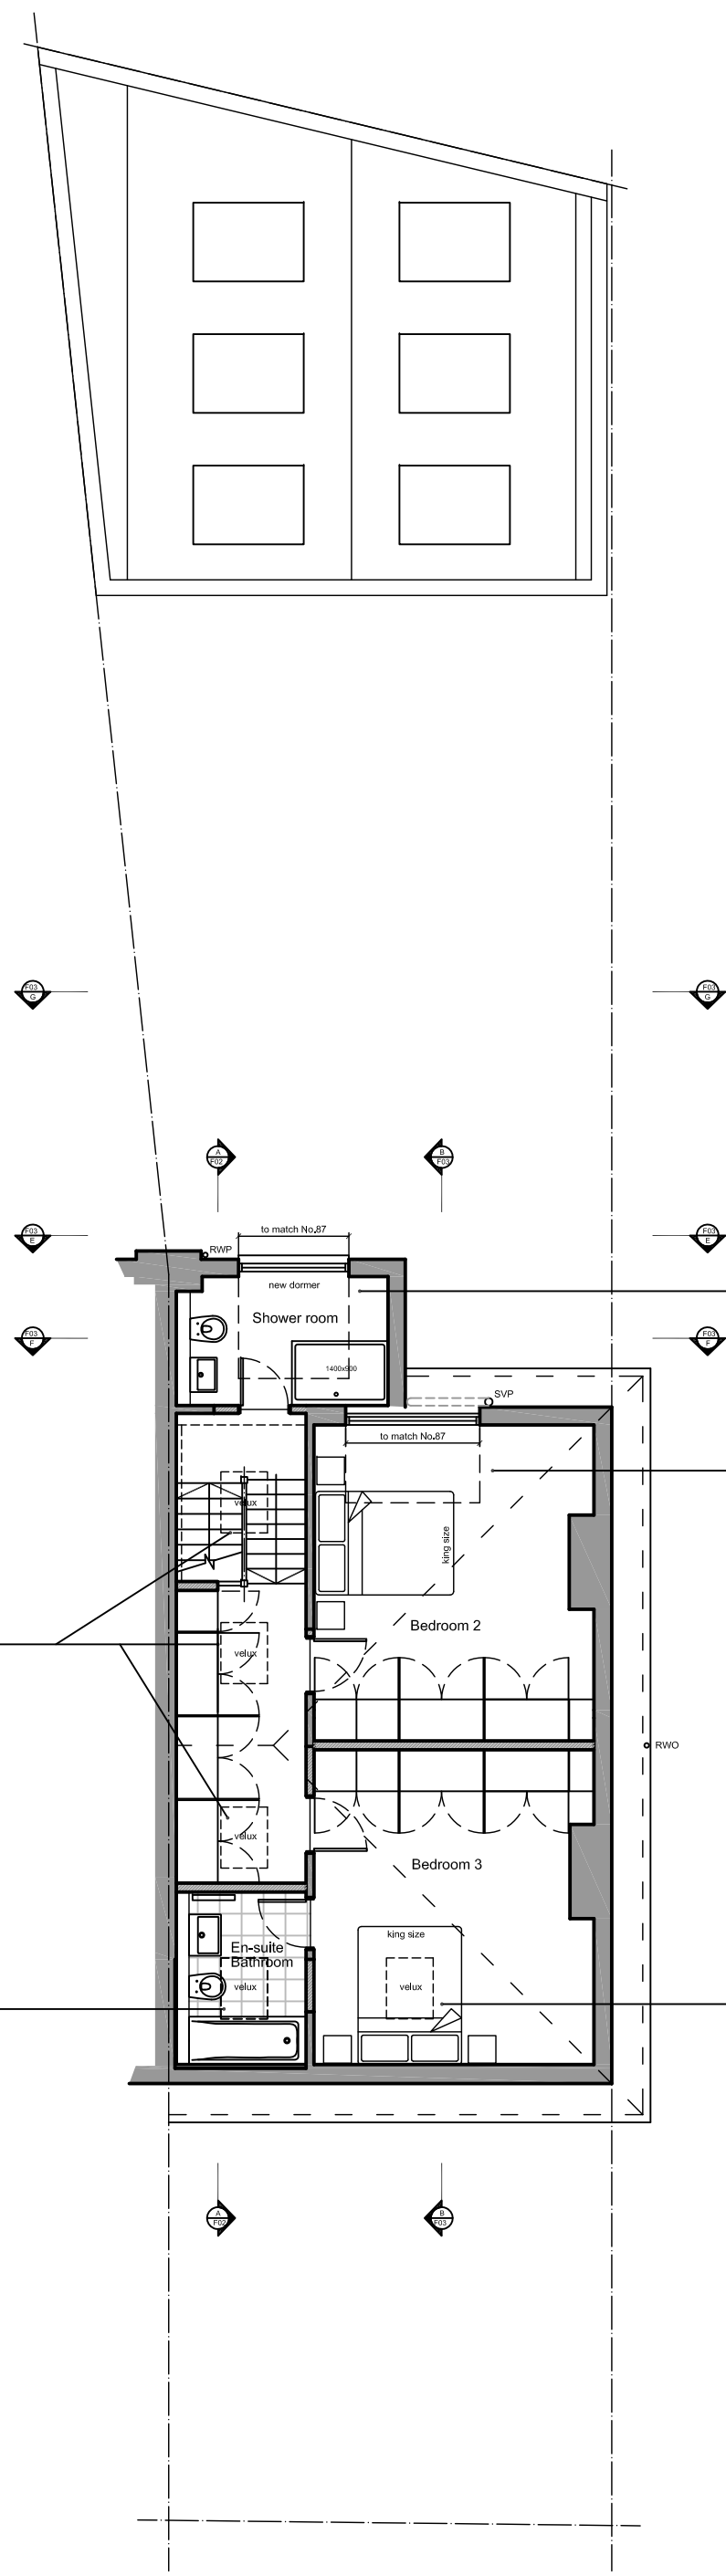 F03
G
F03
G
A
F02
B
F03
F03
E
F03
E
to match No.87
RWP
new dormer
Shower room
F03
F
F03
F
1400x900
SVP
to match No.87
velux
king size
Bedroom 2
velux
RWO
velux
Bedroom 3
king size
En-suite
Bathroom
velux
velux
A
F02
B
F03